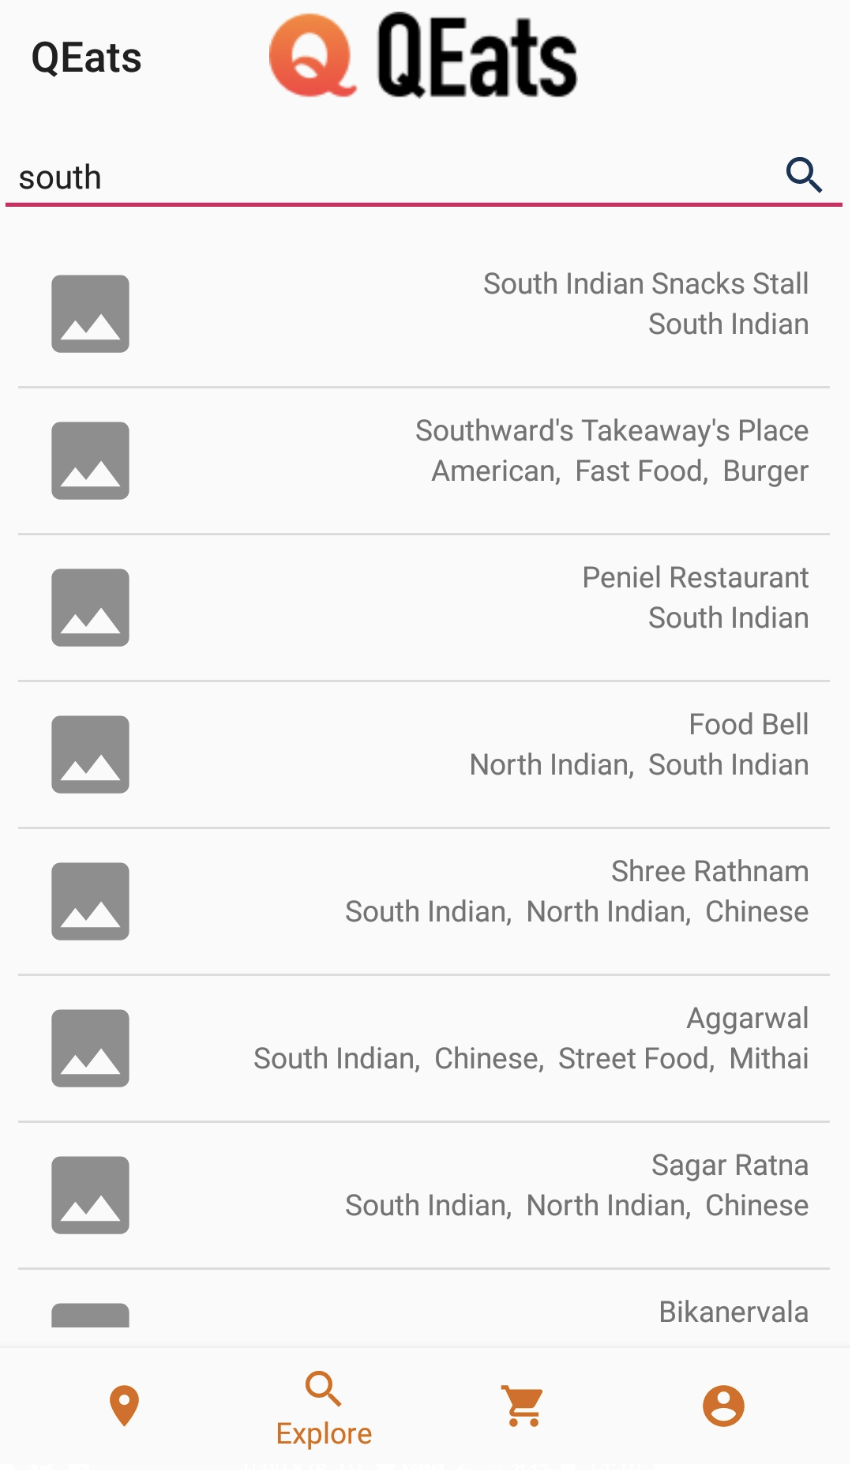 QEats
QEats
south
South Indian Snacks Stall
South Indian
Southward's Takeaway's Place
American, Fast Food, Burger
Peniel Restaurant
South Indian
Food Bell
North Indian, South Indian
Shree Rathnam
South Indian, North Indian, Chinese
Aggarwal
South Indian, Chinese, Street Food, Mithai
Sagar Ratna
South Indian, North Indian, Chinese
Bikanervala
Explore